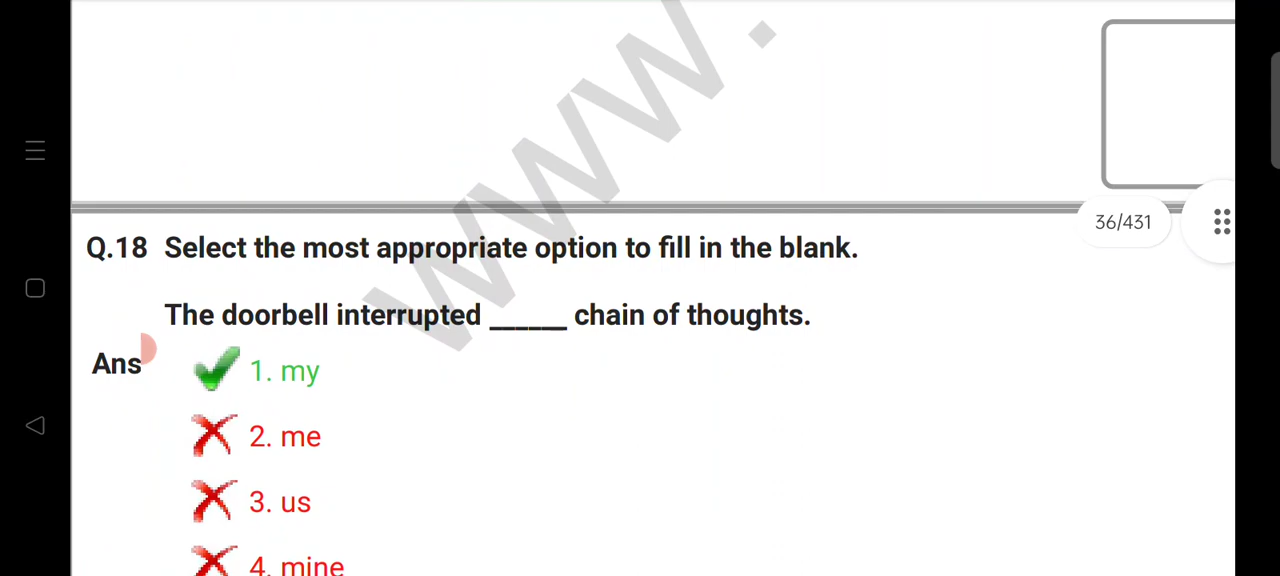 www.
36/431
Q.18 Select the most appropriate option to fill in the blank.
The doorbell interrupted ______ chain of thoughts.
Ans 1. my
2. me
3. us
4. mine